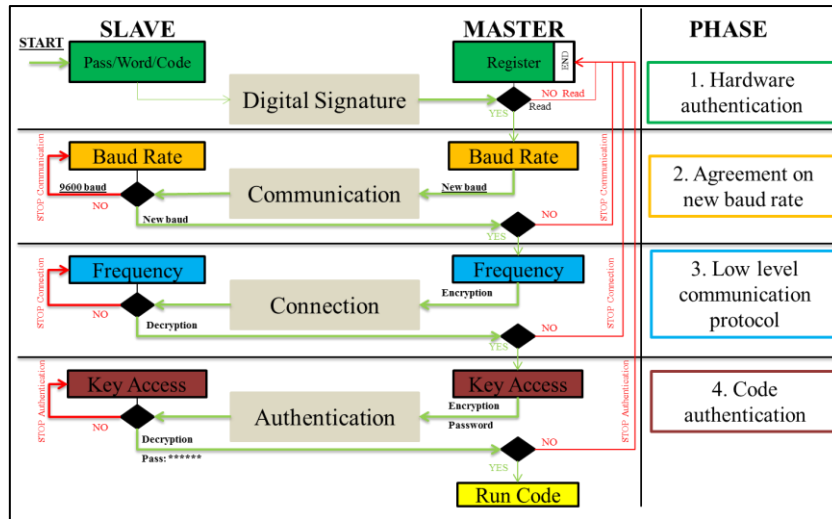 SLAVE
MASTER
PHASE
START
Pass/Word/Code
Register
END
Digital Signature
NO Read
Read
YES
1. Hardware
authentication
STOP Communication
Baud Rate
Baud Rate
9600 baud
NO
Communication
New baud
New baud
NO
YES
STOP Communication
2. Agreement on
new baud rate
STOP Connection
Frequency
Frequency
NO
Connection
Encryption
Decryption
NO
YES
STOP Connection
3. Low level
communication
protocol
STOP Authentication
Key Access
Key Access
NO
Authentication
Encryption
Password
Decryption
Pass: ******
NO
YES
STOP Authentication
4. Code
authentication
Run Code